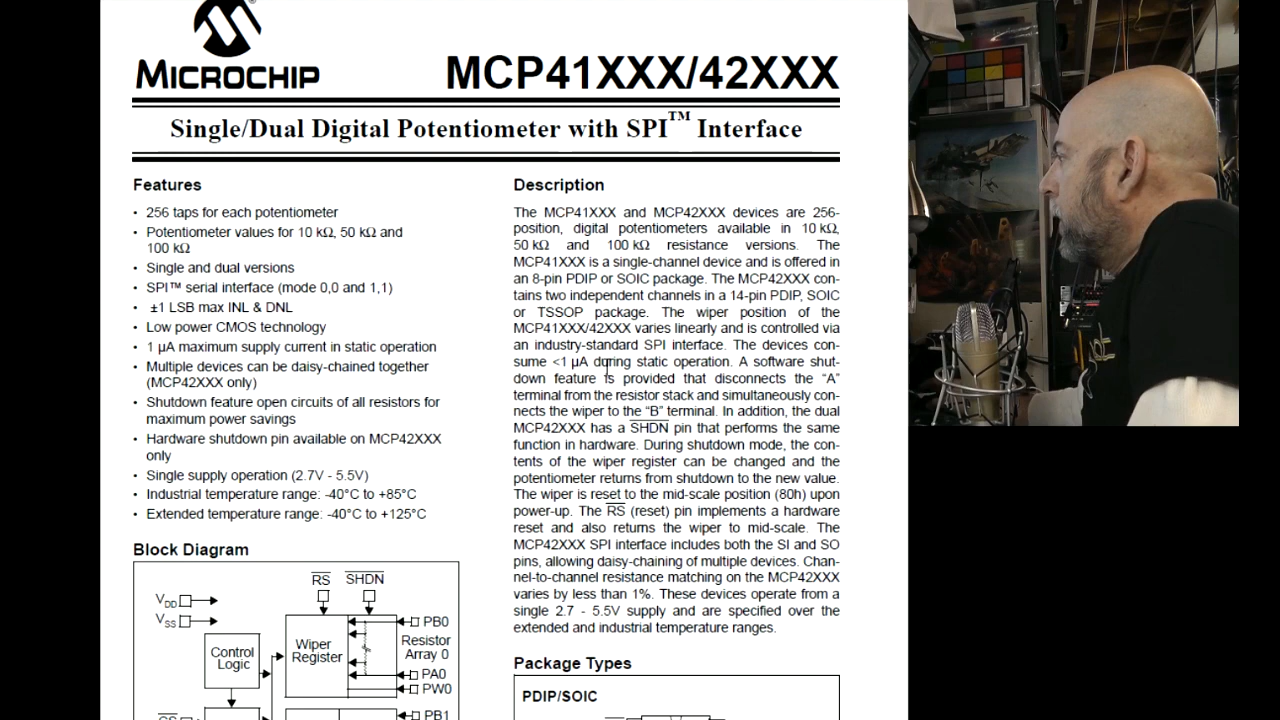 MICROCHIP
MCP41XXX/42XXX
Single/Dual Digital Potentiometer with SPI™ Interface
Features
• 256 taps for each potentiometer
• Potentiometer values for 10 kΩ, 50 kΩ and
100 kΩ
• Single and dual versions
• SPI™ serial interface (mode 0,0 and 1,1)
• ±1 LSB max INL & DNL
• Low power CMOS technology
• 1 µA maximum supply current in static operation
• Multiple devices can be daisy-chained together
(MCP42XXX only)
• Shutdown feature open circuits of all resistors for
maximum power savings
• Hardware shutdown pin available on MCP42XXX
only
• Single supply operation (2.7V - 5.5V)
• Industrial temperature range: -40°C to +85°C
• Extended temperature range: -40°C to +125°C
Block Diagram
RS SHDN
VDD
VSS
Control
Logic
Wiper
Register
PB0
Resistor
Array 0
PA0
PW0
CS
PB1
Description
The MCP41XXX and MCP42XXX devices are 256-
position, digital potentiometers available in 10 kΩ,
50 kΩ and 100 kΩ resistance versions. The
MCP41XXX is a single-channel device and is offered in
an 8-pin PDIP or SOIC package. The MCP42XXX con-
tains two independent channels in a 14-pin PDIP, SOIC
or TSSOP package. The wiper position of the
MCP41XXX/42XXX varies linearly and is controlled via
an industry-standard SPI interface. The devices con-
sume <1 µA during static operation. A software shut-
down feature is provided that disconnects the “A”
terminal from the resistor stack and simultaneously con-
nects the wiper to the “B” terminal. In addition, the dual
MCP42XXX has a SHDN pin that performs the same
function in hardware. During shutdown mode, the con-
tents of the wiper register can be changed and the
potentiometer returns from shutdown to the new value.
The wiper is reset to the mid-scale position (80h) upon
power-up. The RS (reset) pin implements a hardware
reset and also returns the wiper to mid-scale. The
MCP42XXX SPI interface includes both the SI and SO
pins, allowing daisy-chaining of multiple devices. Chan-
nel-to-channel resistance matching on the MCP42XXX
varies by less than 1%. These devices operate from a
single 2.7 - 5.5V supply and are specified over the
extended and industrial temperature ranges.
Package Types
PDIP/SOIC